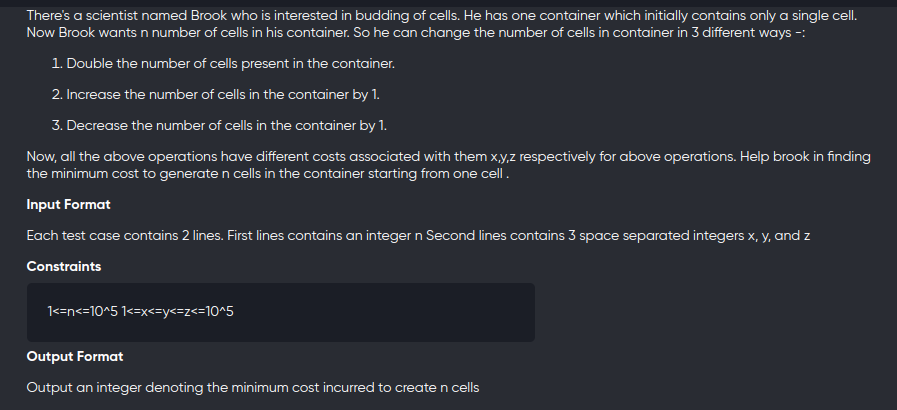 There's a scientist named Brook who is interested in budding of cells. He has one container which initially contains only a single cell.
Now Brook wants n number of cells in his container. So he can change the number of cells in container in 3 different ways -:
1. Double the number of cells present in the container.
2. Increase the number of cells in the container by 1.
3. Decrease the number of cells in the container by 1.
Now, all the above operations have different costs associated with them x,y,z respectively for above operations. Help brook in finding
the minimum cost to generate n cells in the container starting from one cell .
Input Format
Each test case contains 2 lines. First lines contains an integer n Second lines contains 3 space separated integers x, y, and z
Constraints
1<=n<=10^5 1<=x<=y<=z<=10^5
Output Format
Output an integer denoting the minimum cost incurred to create n cells